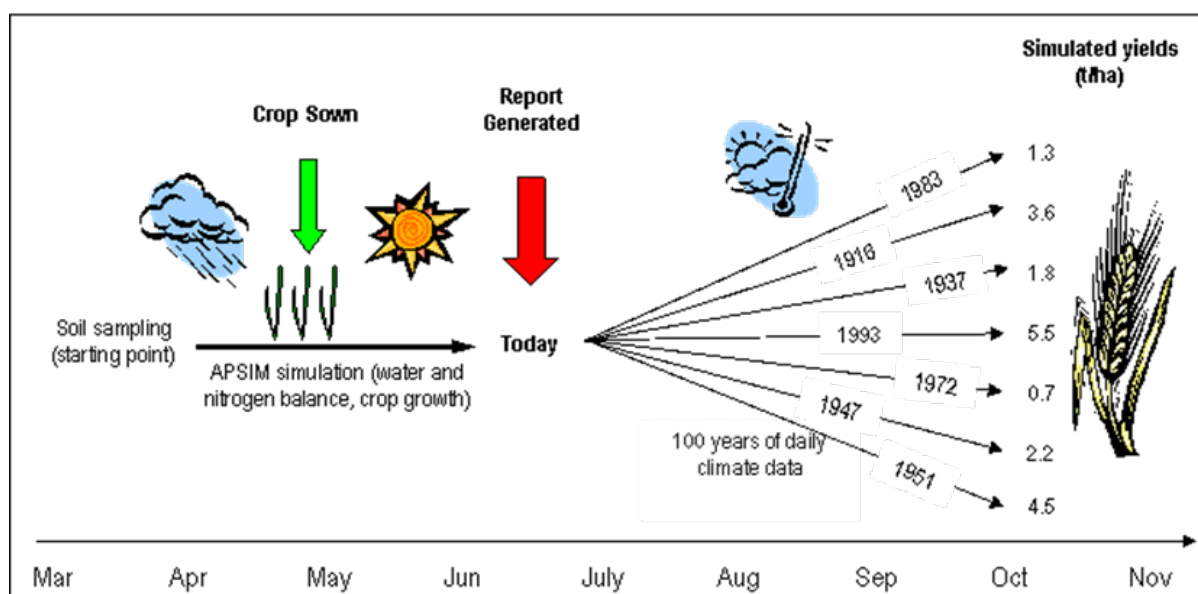 Simulated yields
(t/ha)
Report
Generated
Crop Sown
1.3
3.6
1.8
5.5
0.7
2.2
4.5
1983
1916
1937
1993
1972
1947
1951
Soil sampling
(starting point)
Today
APSIM simulation (water and
nitrogen balance, crop growth)
100 years of daily
climate data
Mar Apr May Jun July Aug Sep Oct Nov